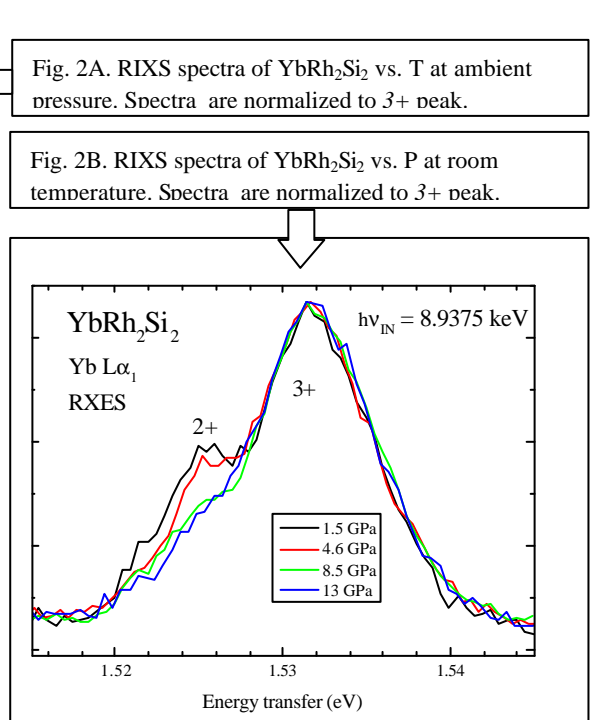 Fig. 2A. RIXS spectra of YbRh₂Si₂ vs. T at ambient
pressure. Spectra are normalized to 3+ peak.
Fig. 2B. RIXS spectra of YbRh₂Si₂ vs. P at room
temperature. Spectra are normalized to 3+ peak.
YbRh₂Si₂
hν_IN = 8.9375 keV
Yb Lα₁
RXES
3+
2+
1.5 GPa
4.6 GPa
8.5 GPa
13 GPa
1.52 1.53 1.54
Energy transfer (eV)